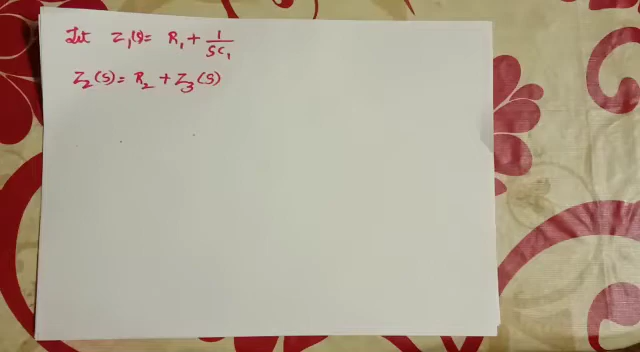 Let Z₁(s) = R₁ + 1/SC₁
Z₂(S) = R₂ + Z₃(S)